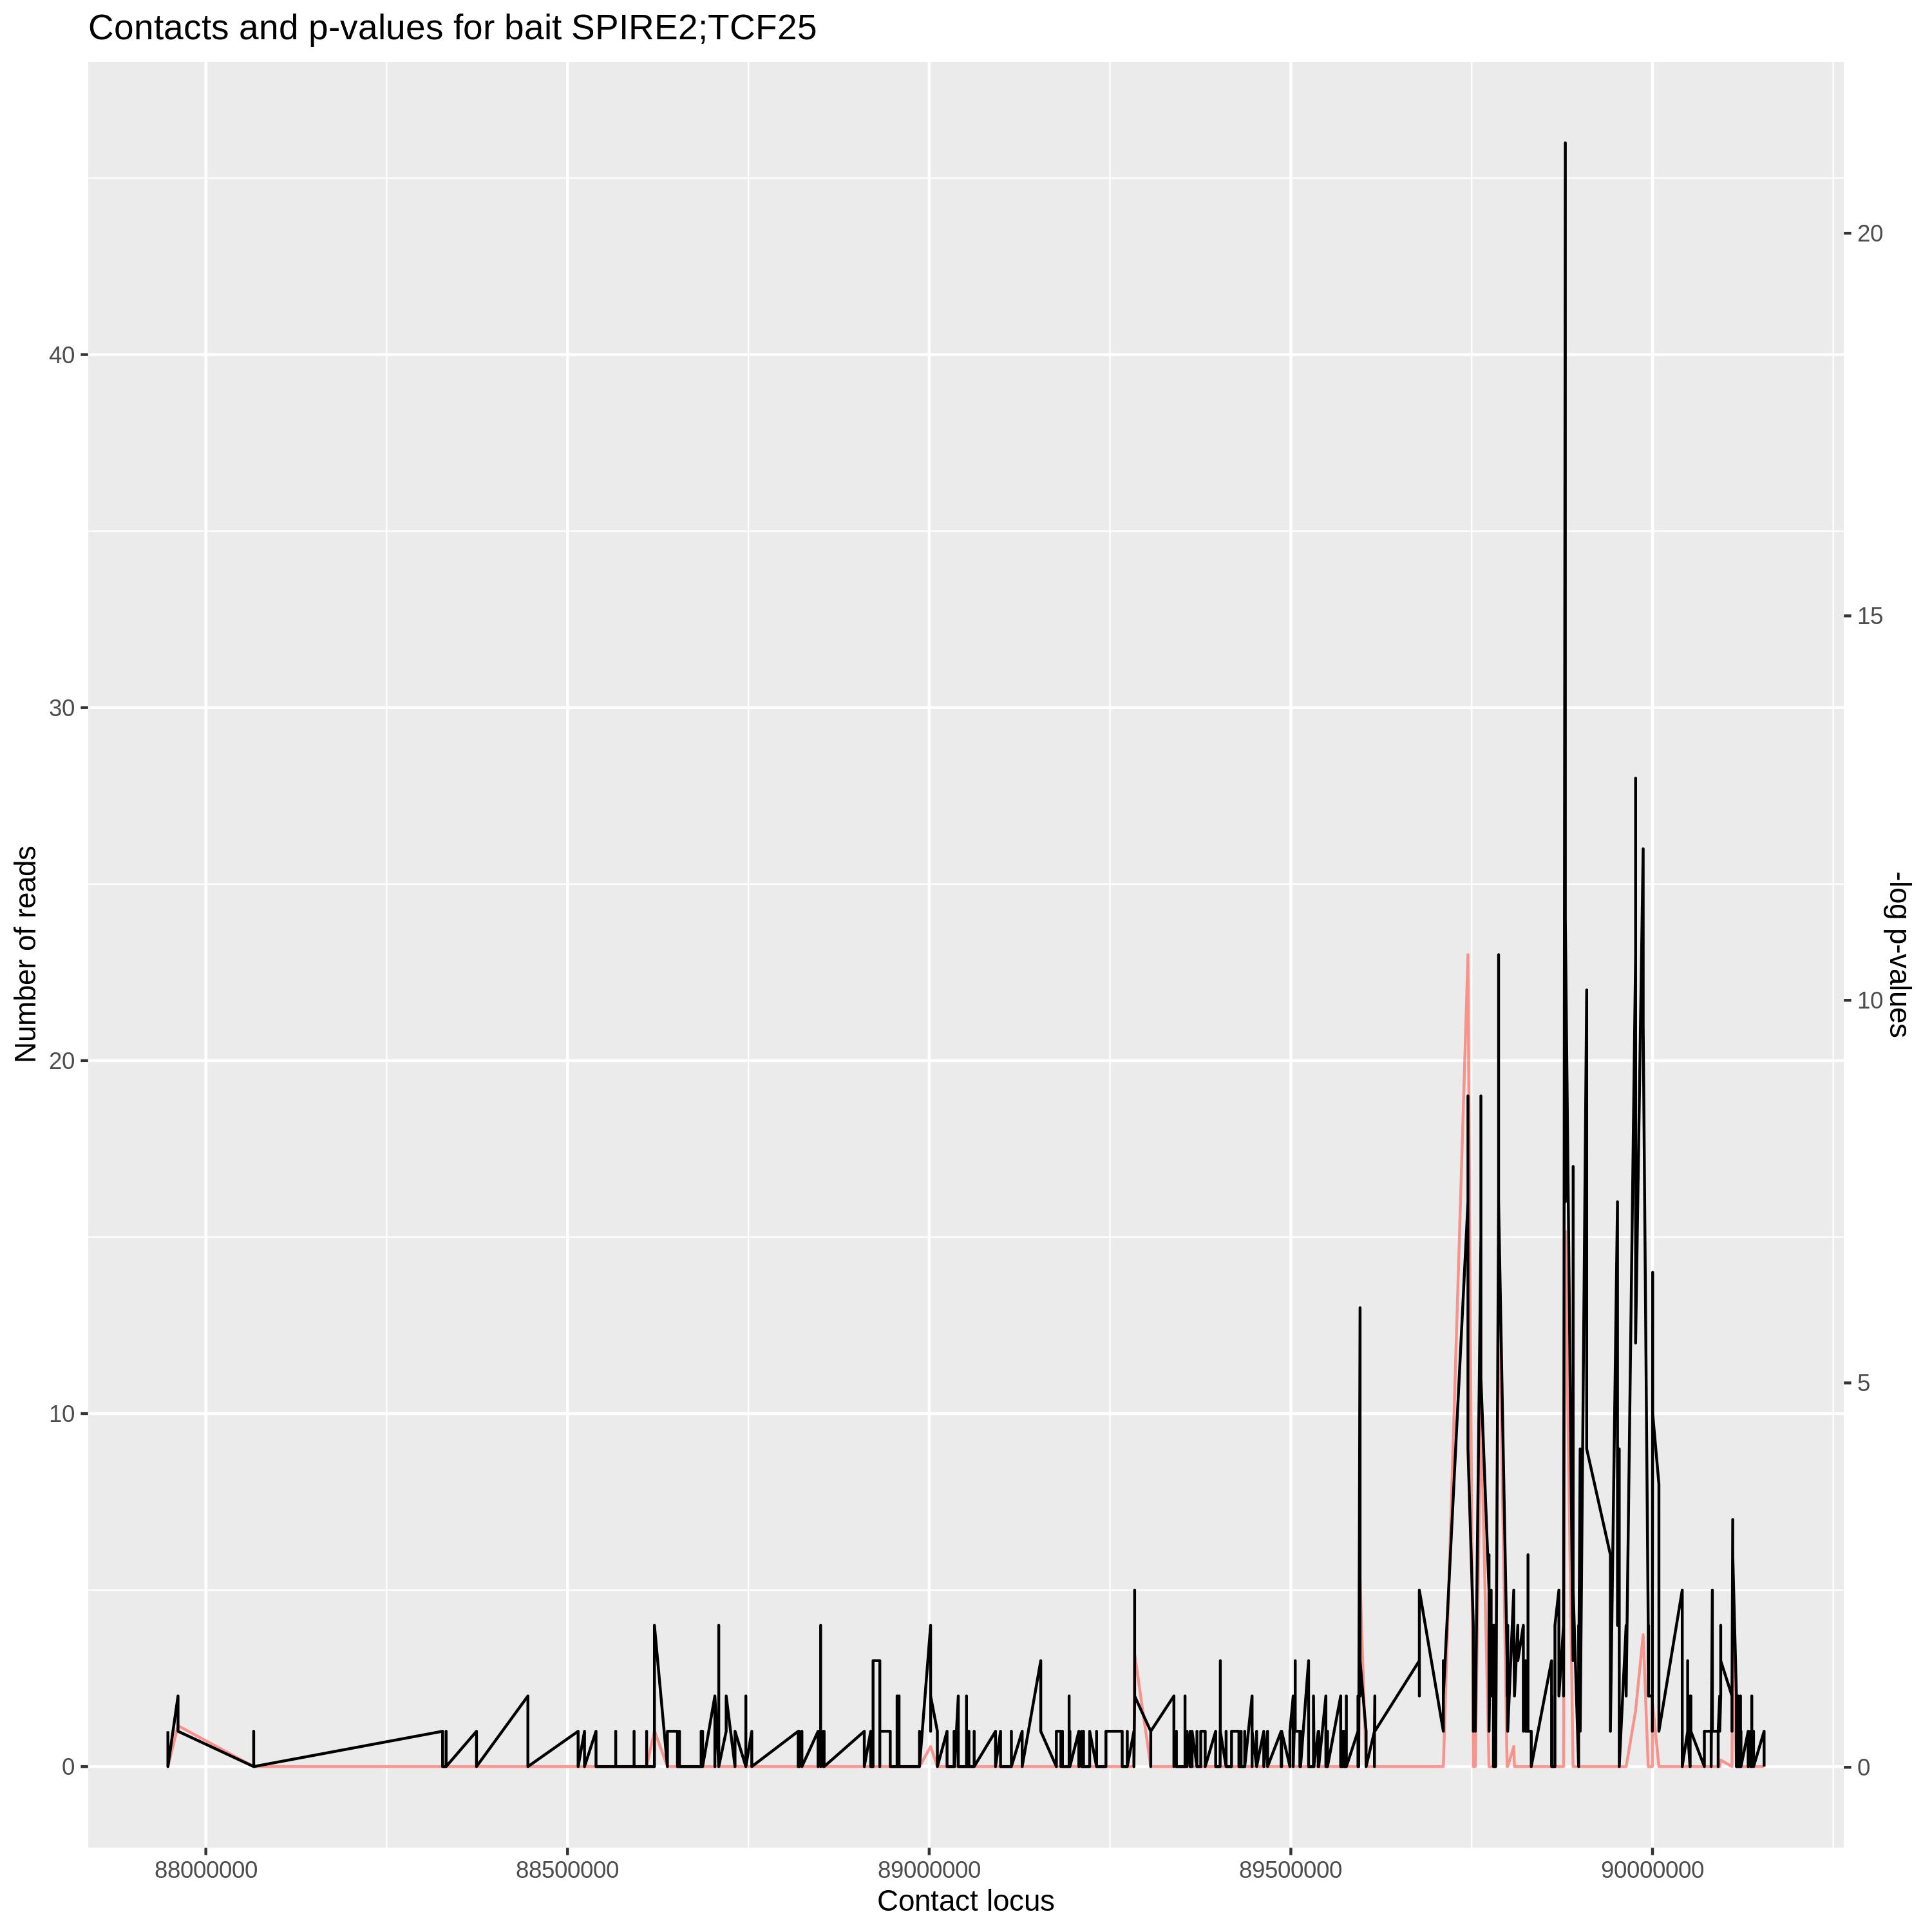 Contacts and p-values for bait SPIRE2;TCF25
Number of reads
40
30
20
10
0
20
15
10
5
0
-log p-values
88000000 88500000 89000000 89500000 90000000
Contact locus